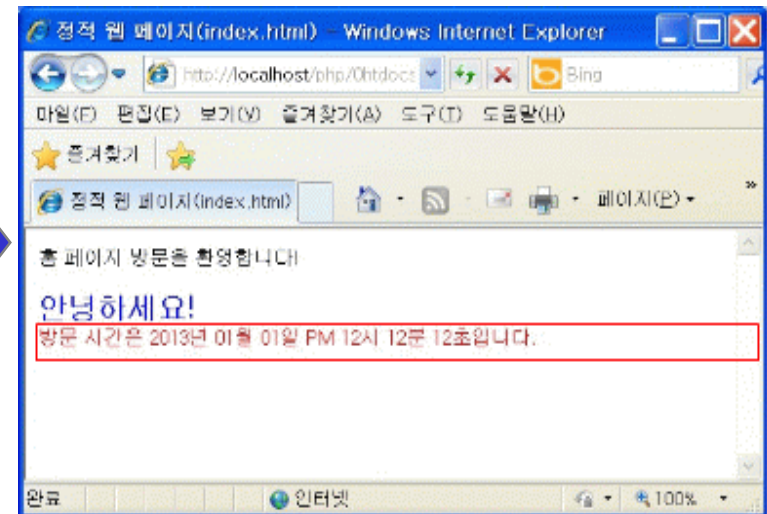 정적 웹 페이지(index.html) - Windows Internet Explorer
http://localhost/php/0htdocs
Bing
파일(F) 편집(E) 보기(V) 즐겨찾기(A) 도구(T) 도움말(H)
즐겨찾기
정적 웹 페이지(index.html)
페이지(P)
홈 페이지 방문을 환영합니다!
안녕하세요!
방문 시간은 2013년 01월 01일 PM 12시 12분 12초입니다.
완료 인터넷 100%